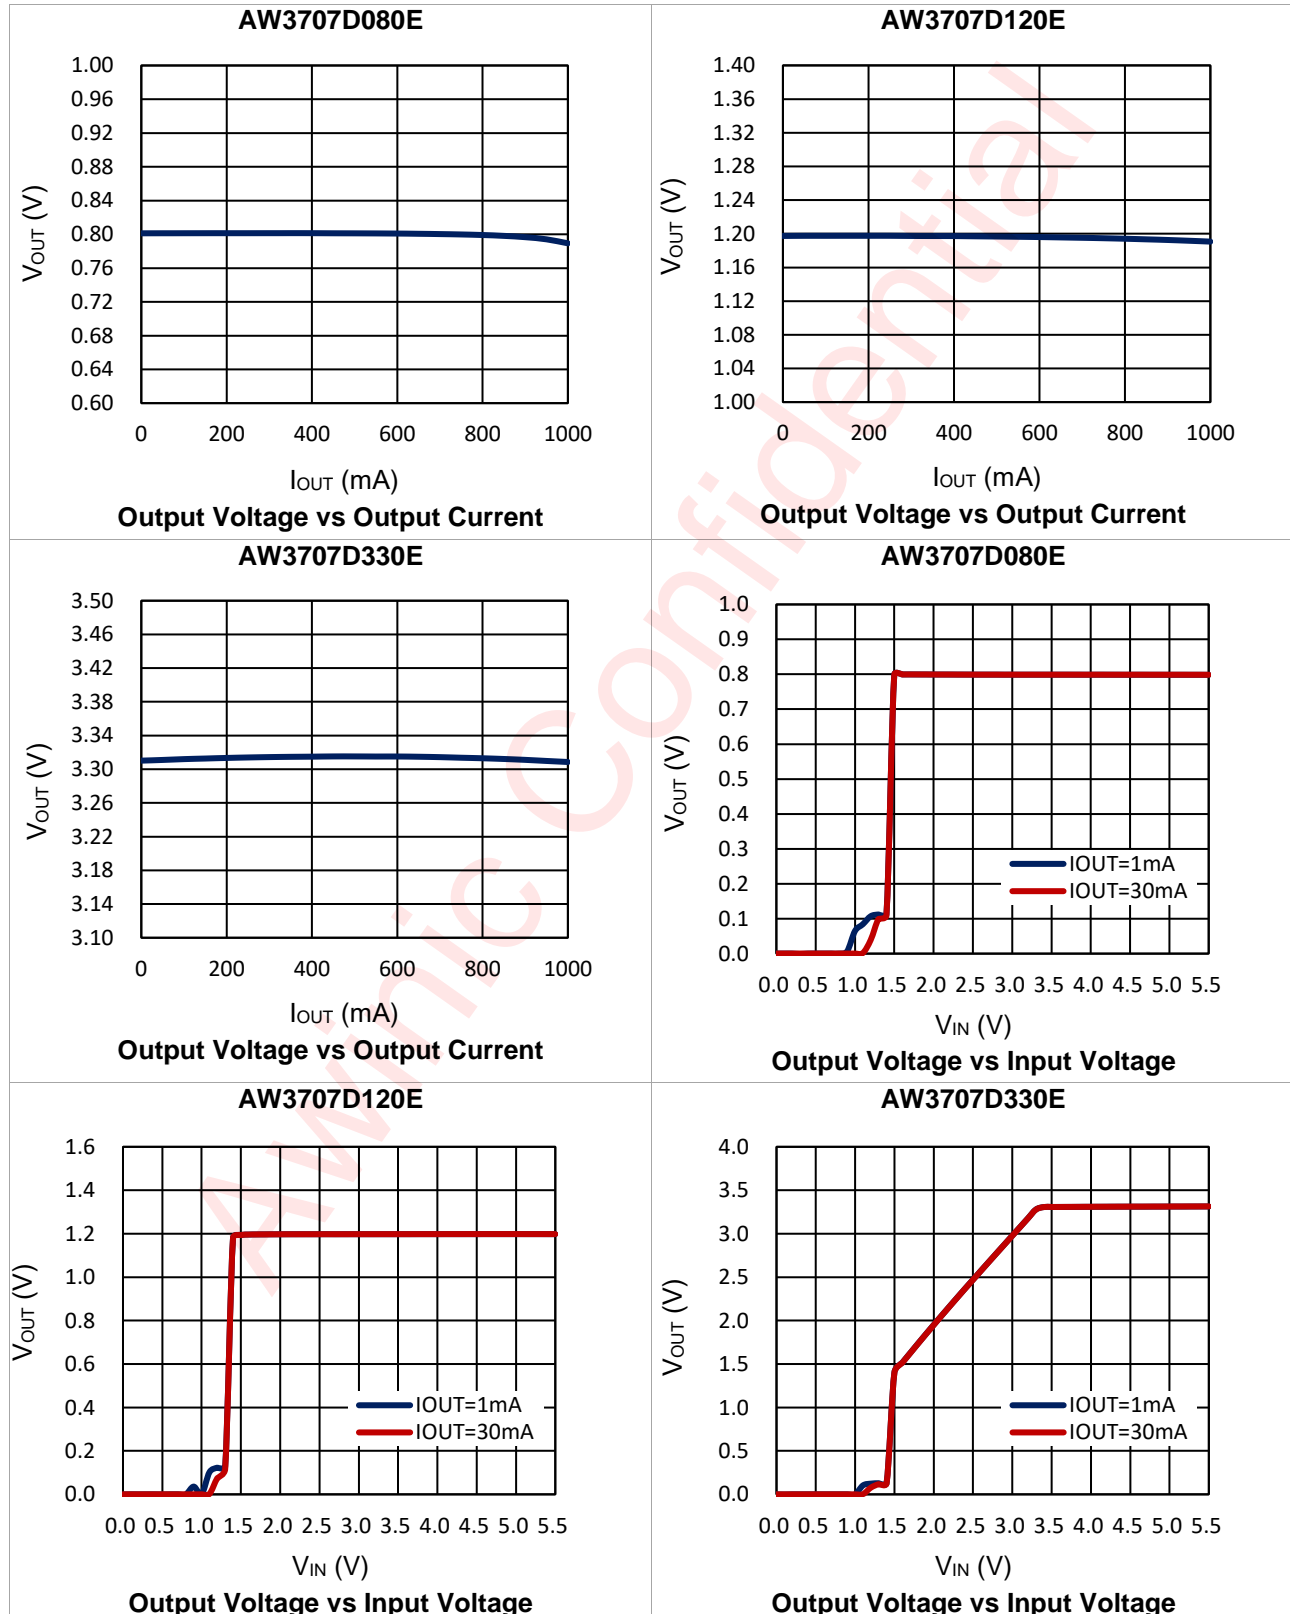 AW3707D080E
1.00
0.96
0.92
0.88
0.84
0.80
0.76
0.72
0.68
0.64
0.60
VOUT (V)
0 200 400 600 800 1000
IOUT (mA)
Output Voltage vs Output Current
AW3707D120E
1.40
1.36
1.32
1.28
1.24
1.20
1.16
1.12
1.08
1.04
1.00
VOUT (V)
0 200 400 600 800 1000
IOUT (mA)
Output Voltage vs Output Current
AW3707D330E
3.50
3.46
3.42
3.38
3.34
3.30
3.26
3.22
3.18
3.14
3.10
VOUT (V)
0 200 400 600 800 1000
IOUT (mA)
Output Voltage vs Output Current
AW3707D080E
1.0
0.9
0.8
0.7
0.6
0.5
0.4
0.3
0.2
0.1
0.0
VOUT (V)
IOUT=1mA
IOUT=30mA
0.0 0.5 1.0 1.5 2.0 2.5 3.0 3.5 4.0 4.5 5.0 5.5
VIN (V)
Output Voltage vs Input Voltage
AW3707D120E
1.6
1.4
1.2
1.0
0.8
0.6
0.4
0.2
0.0
VOUT (V)
IOUT=1mA
IOUT=30mA
0.0 0.5 1.0 1.5 2.0 2.5 3.0 3.5 4.0 4.5 5.0 5.5
VIN (V)
Output Voltage vs Input Voltage
AW3707D330E
4.0
3.5
3.0
2.5
2.0
1.5
1.0
0.5
0.0
VOUT (V)
IOUT=1mA
IOUT=30mA
0.0 0.5 1.0 1.5 2.0 2.5 3.0 3.5 4.0 4.5 5.0 5.5
VIN (V)
Output Voltage vs Input Voltage
Awinic Confidential